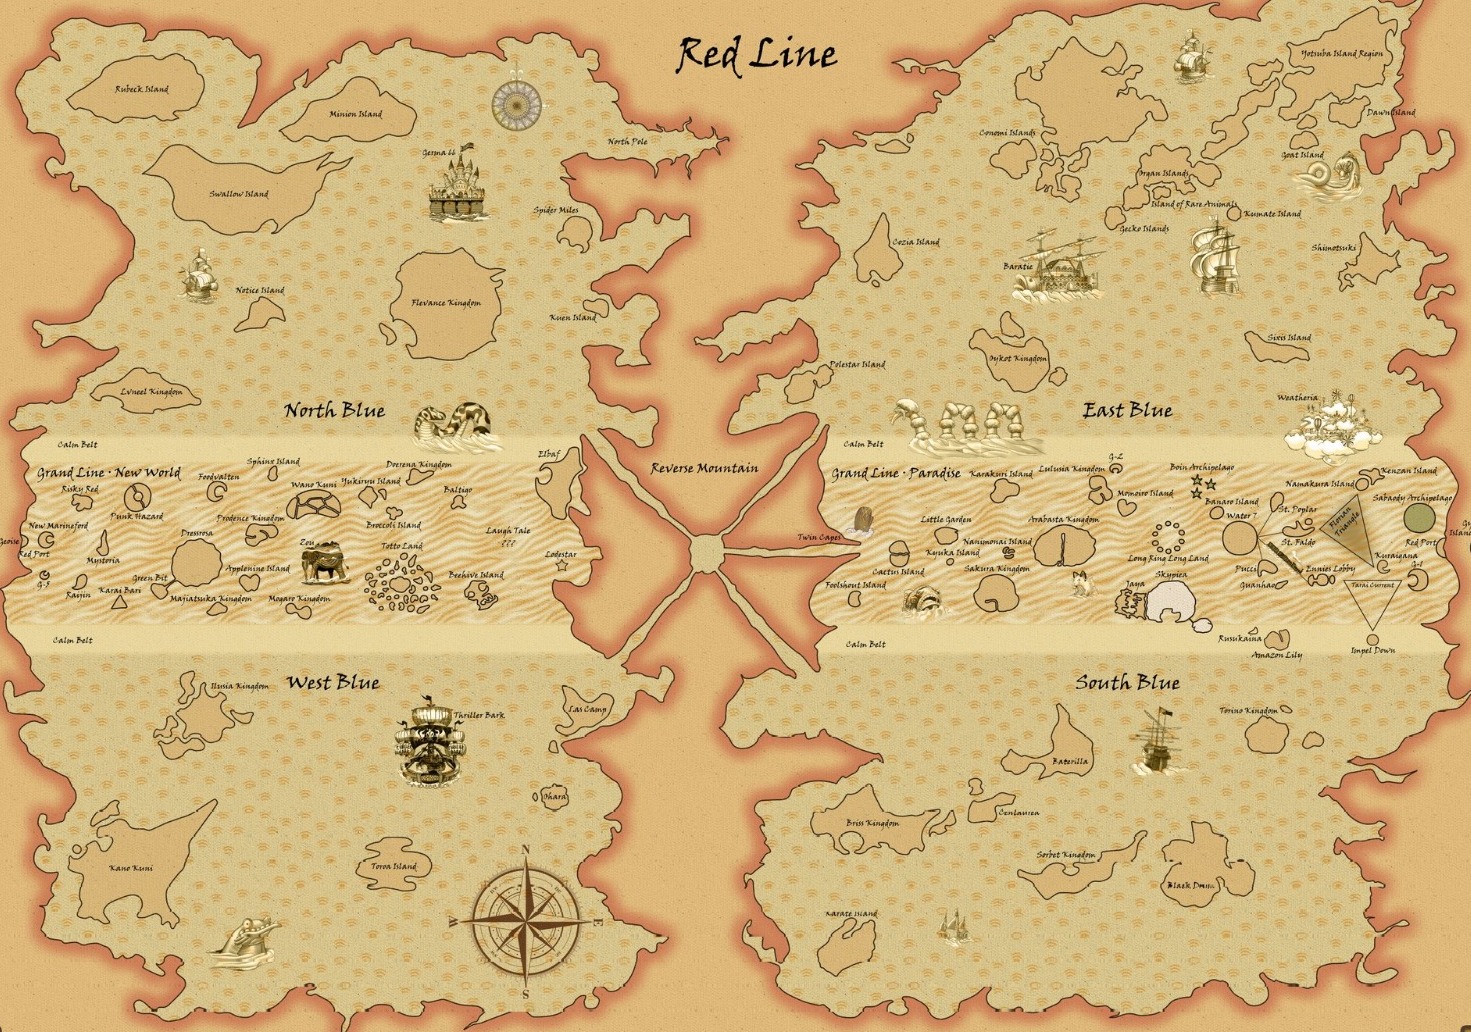 Red Line
Rubeck Island
Minion Island
Germa 66
North Pole
Swallow Island
Spider Miles
Notice Island
Flevance Kingdom
Kuen Island
Lvneel Kingdom
North Blue
Yotsuba Island Region
Dawn Island
Conomi Islands
Goat Island
Organ Islands
Island of Rare Animals
Kumate Island
Gecko Islands
Cozia Island
Shimotsuki
Baratie
Sixis Island
Oykot Kingdom
Polestar Island
Weatheria
East Blue
Calm Belt
Grand Line · New World
Sphinx Island
Doerena Kingdom
Elbaf
Risky Red
Foodvalten
Wano Kuni
Yukiryu Island
Baltigo
Punk Hazard
New Marineford
Prodence Kingdom
Broccoli Island
Laugh Tale
???
Red Port
Dressrosa
Zou
Totto Land
Lodestar
Mystoria
Applenine Island
Beehive Island
G-5
Green Bit
Raijin
Karai Bari
Majiatsuka Kingdom
Mogaro Kingdom
Calm Belt
Reverse Mountain
Calm Belt
Grand Line · Paradise
Karakuri Island
Lulusia Kingdom
G-2
Boin Archipelago
Kenzan Island
Namakura Island
Momoiro Island
Banaro Island
Sabaody Archipelago
Little Garden
Arabasta Kingdom
Water 7
St. Poplar
Florian
Triangle
Twin Capes
Nanimonai Island
St. Faldo
Red Port
Kyuka Island
Long Ring Long Land
Kuraigana
Cactus Island
Sakura Kingdom
Skypiea
Pucci
Ennies Lobby
G-1
Foolshout Island
Jaya
Guanhao
Tarai Current
Rusukaina
Calm Belt
Amazon Lily
Impel Down
Ilusia Kingdom
West Blue
Las Camp
Thriller Bark
Ohara
Kano Kuni
Toroa Island
N
W
E
S
South Blue
Torino Kingdom
Baterilla
Briss Kingdom
Centaurea
Sorbet Kingdom
Karate Island